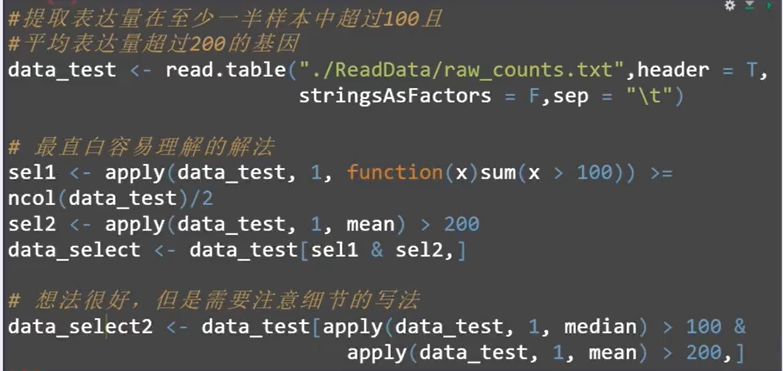 #提取表达量在至少一半样本中超过100且
#平均表达量超过200的基因
data_test <- read.table("./ReadData/raw_counts.txt",header = T,
stringsAsFactors = F,sep = "\t")
# 最直白容易理解的解法
sel1 <- apply(data_test, 1, function(x)sum(x > 100)) >=
ncol(data_test)/2
sel2 <- apply(data_test, 1, mean) > 200
data_select <- data_test[sel1 & sel2,]
# 想法很好，但是需要注意细节的写法
data_select2 <- data_test[apply(data_test, 1, median) > 100 &
apply(data_test, 1, mean) > 200,]